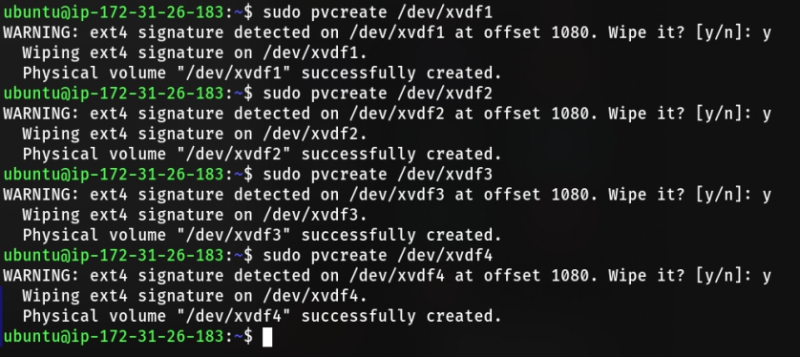 ubuntu@ip-172-31-26-183:~$ sudo pvcreate /dev/xvdf1
WARNING: ext4 signature detected on /dev/xvdf1 at offset 1080. Wipe it? [y/n]: y
  Wiping ext4 signature on /dev/xvdf1.
  Physical volume "/dev/xvdf1" successfully created.
ubuntu@ip-172-31-26-183:~$ sudo pvcreate /dev/xvdf2
WARNING: ext4 signature detected on /dev/xvdf2 at offset 1080. Wipe it? [y/n]: y
  Wiping ext4 signature on /dev/xvdf2.
  Physical volume "/dev/xvdf2" successfully created.
ubuntu@ip-172-31-26-183:~$ sudo pvcreate /dev/xvdf3
WARNING: ext4 signature detected on /dev/xvdf3 at offset 1080. Wipe it? [y/n]: y
  Wiping ext4 signature on /dev/xvdf3.
  Physical volume "/dev/xvdf3" successfully created.
ubuntu@ip-172-31-26-183:~$ sudo pvcreate /dev/xvdf4
WARNING: ext4 signature detected on /dev/xvdf4 at offset 1080. Wipe it? [y/n]: y
  Wiping ext4 signature on /dev/xvdf4.
  Physical volume "/dev/xvdf4" successfully created.
ubuntu@ip-172-31-26-183:~$